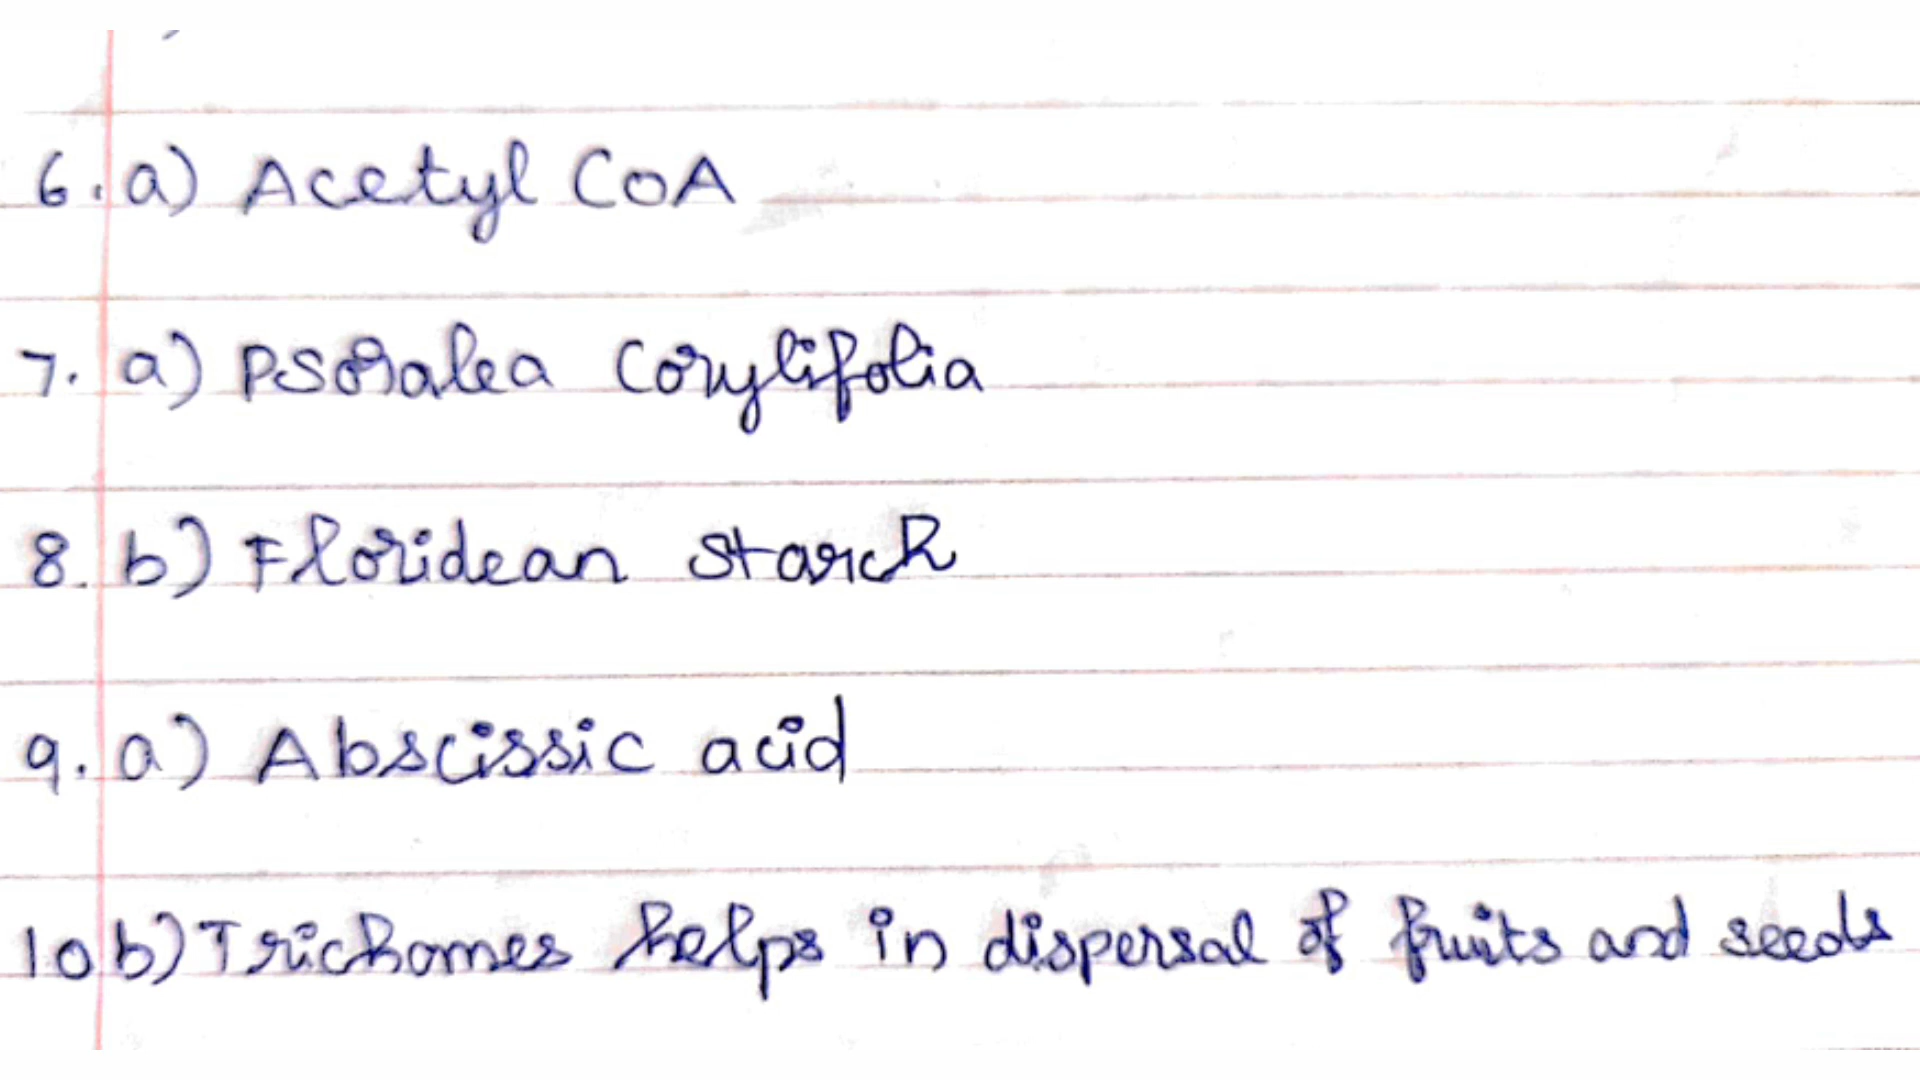 6. a) Acetyl CoA
7. a) Psoralea Corylifolia
8. b) Floridean starch
9. a) Abscissic acid
10 b) Trichomes helps in dispersal of fruits and seeds